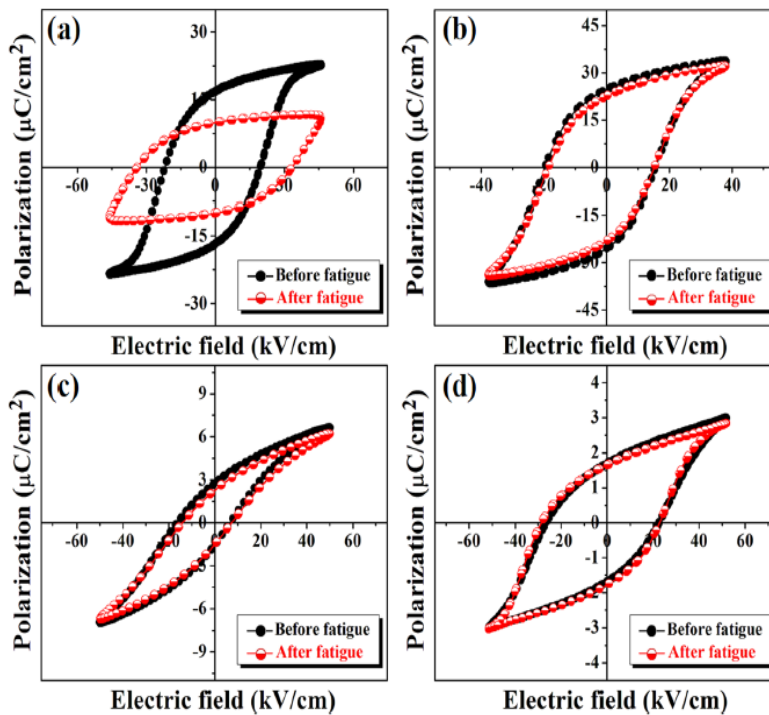 (a)
Polarization (µC/cm²)
30
15
0
-15
-30
-60
-30
0
30
60
Before fatigue
After fatigue
Electric field (kV/cm)
(b)
Polarization (µC/cm²)
45
30
15
0
-15
-30
-45
-40
-20
0
20
40
Before fatigue
After fatigue
Electric field (kV/cm)
(c)
Polarization (µC/cm²)
9
6
3
0
-3
-6
-9
-40
-20
0
20
40
60
Before fatigue
After fatigue
Electric field (kV/cm)
(d)
Polarization (µC/cm²)
4
3
2
1
0
-1
-2
-3
-4
-60
-40
-20
0
20
40
60
Before fatigue
After fatigue
Electric field (kV/cm)